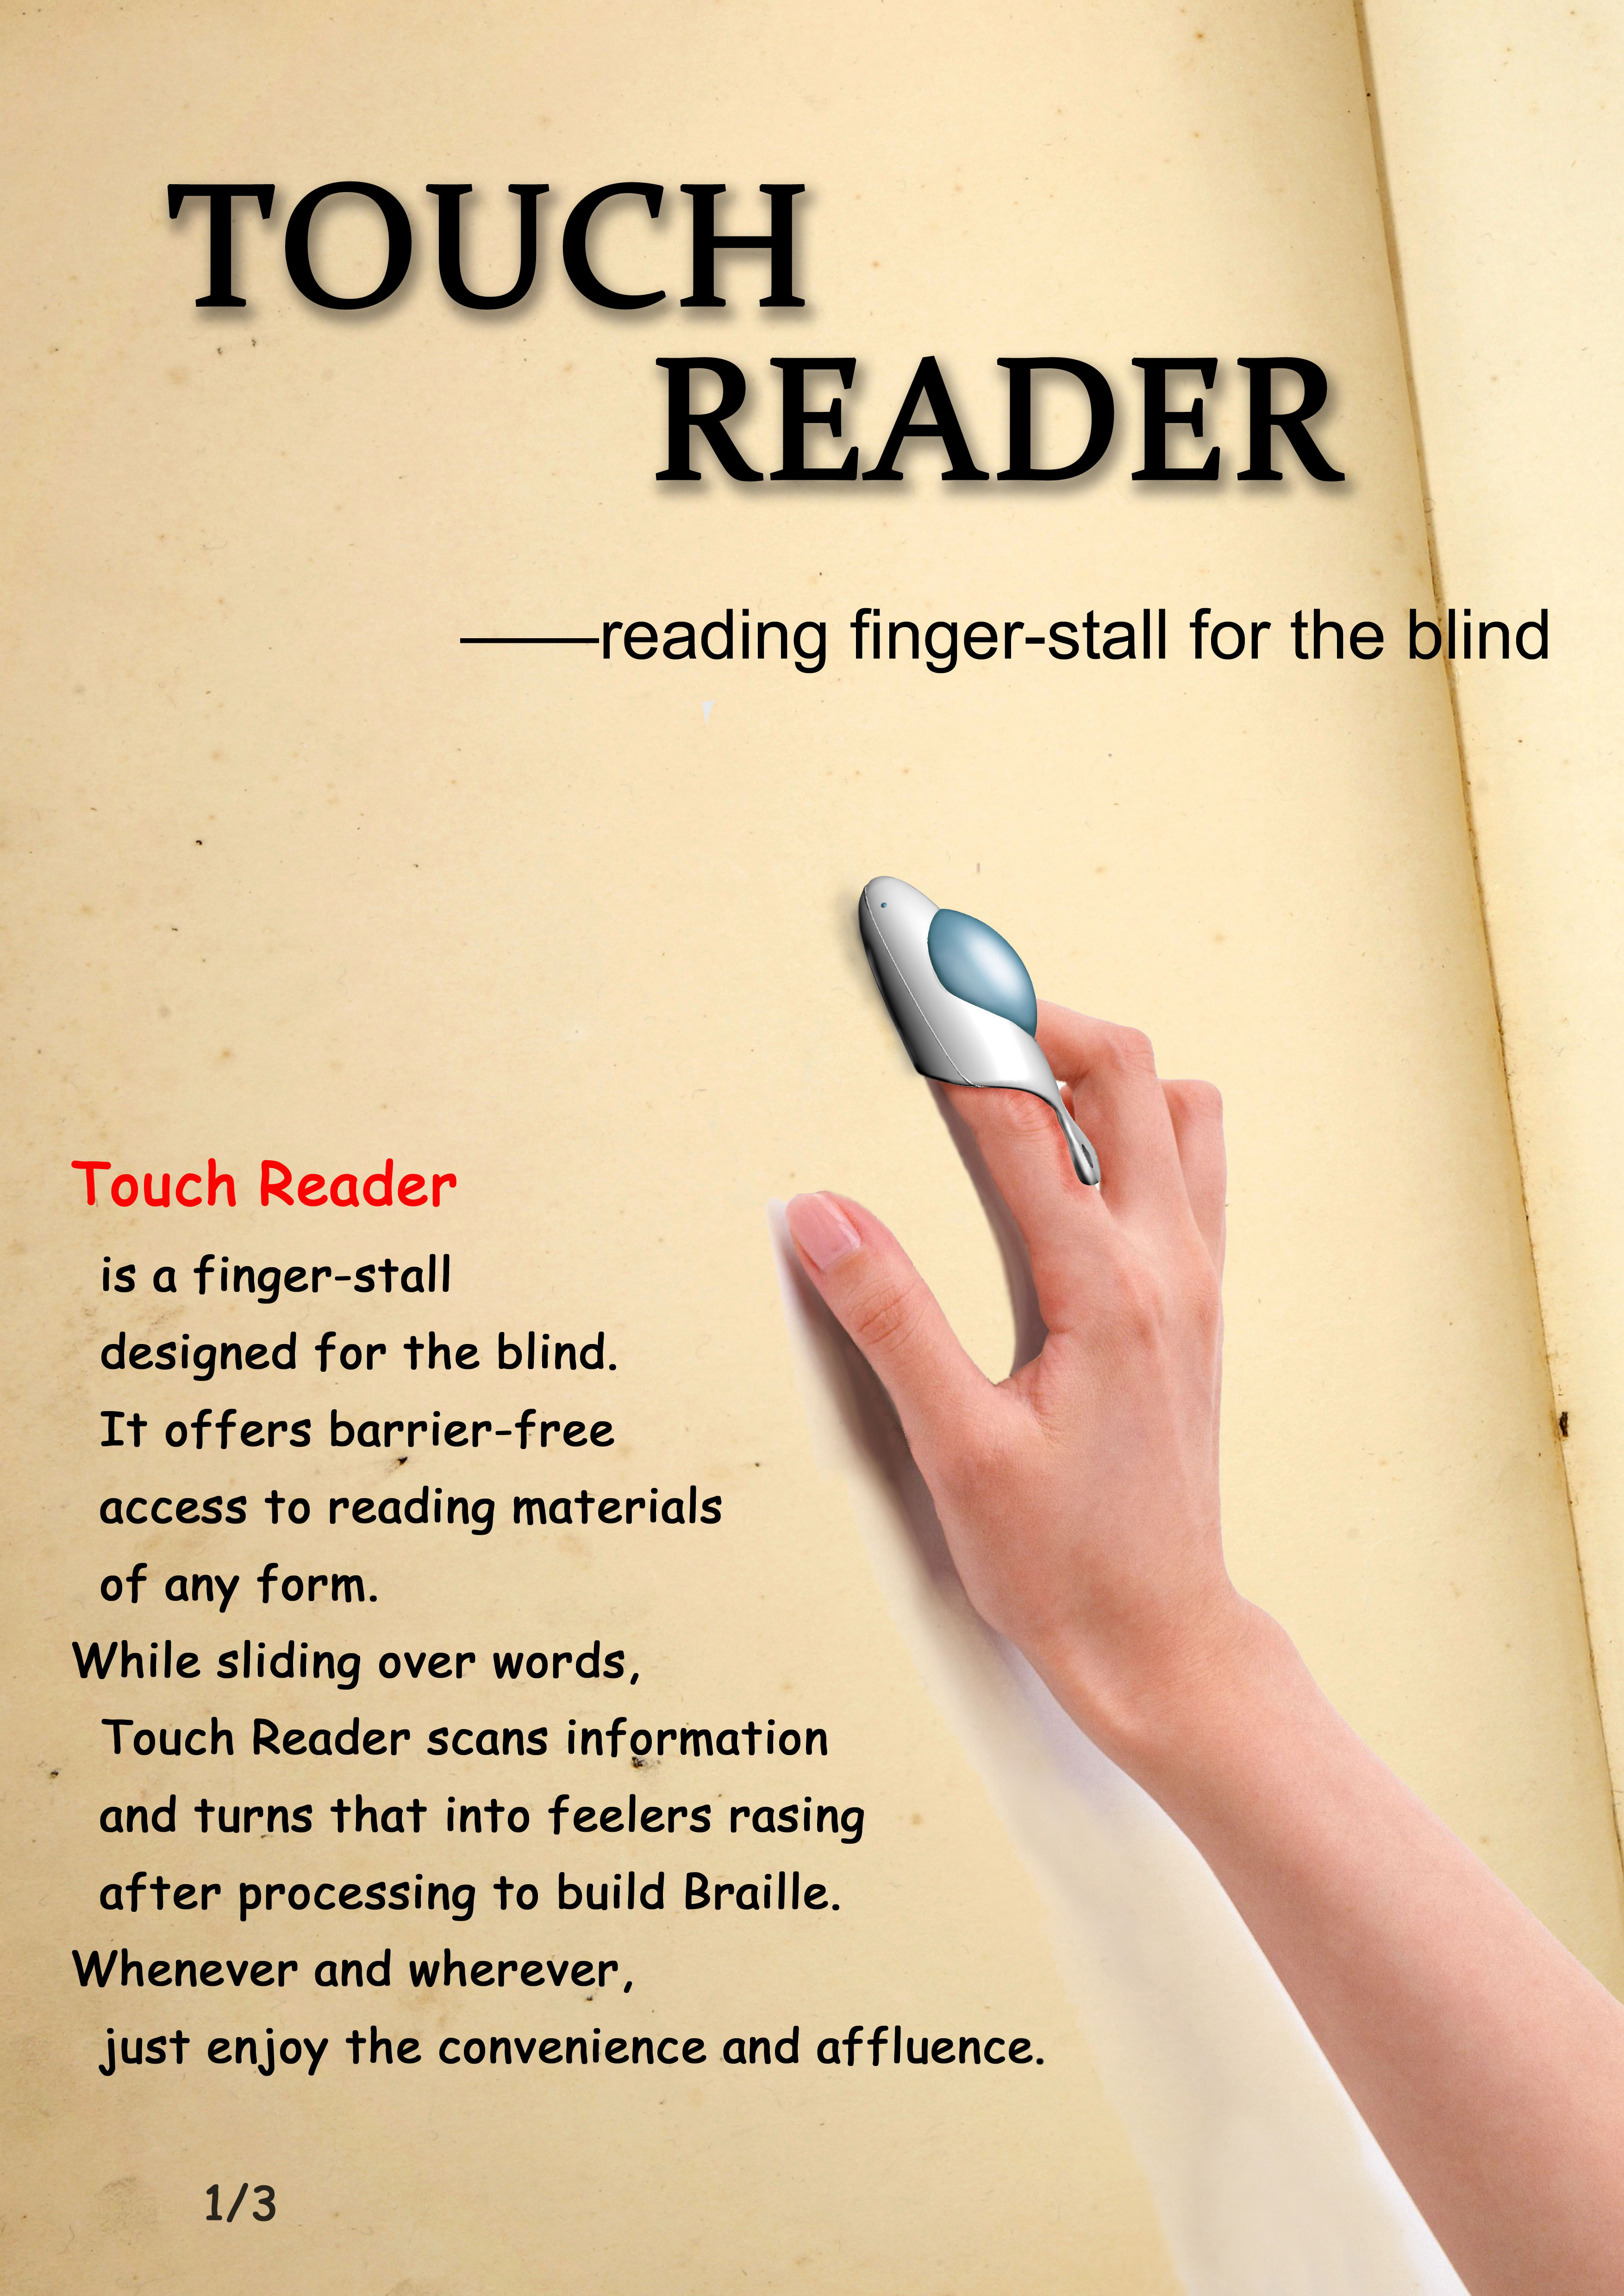 TOUCH
READER
——reading finger-stall for the blind
Touch Reader
is a finger-stall
designed for the blind.
It offers barrier-free
access to reading materials
of any form.
While sliding over words,
Touch Reader scans information
and turns that into feelers rasing
after processing to build Braille.
Whenever and wherever,
just enjoy the convenience and affluence.
1/3